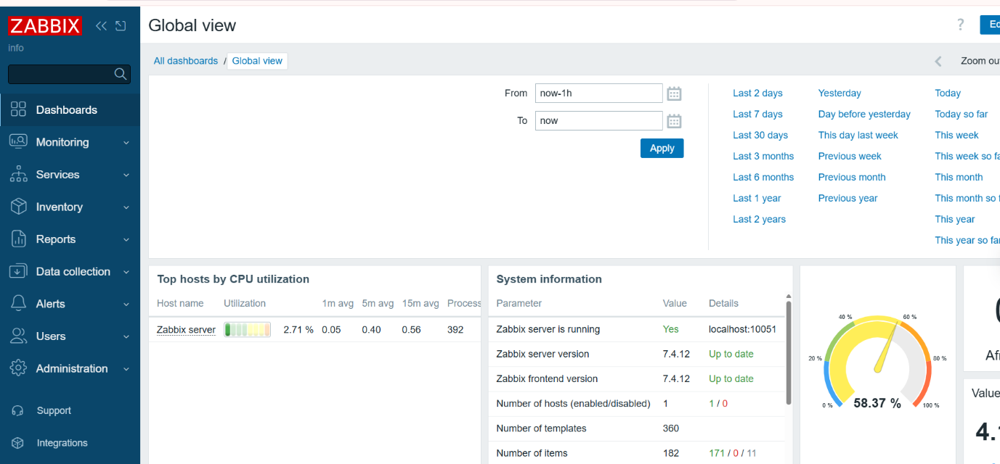 ZABBIX
info
Dashboards
Monitoring
Services
Inventory
Reports
Data collection
Alerts
Users
Administration
Support
Integrations
Global view
?
Ed
All dashboards / Global view
Zoom ou
From now-1h
To now
Apply
Last 2 days Yesterday Today
Last 7 days Day before yesterday Today so far
Last 30 days This day last week This week
Last 3 months Previous week This week so fa
Last 6 months Previous month This month
Last 1 year Previous year This month so f
Last 2 years This year
This year so far
Top hosts by CPU utilization
Host name Utilization 1m avg 5m avg 15m avg Process
Zabbix server 2.71 % 0.05 0.40 0.56 392
System information
Parameter Value Details
Zabbix server is running Yes localhost:10051
Zabbix server version 7.4.12 Up to date
Zabbix frontend version 7.4.12 Up to date
Number of hosts (enabled/disabled) 1 1 / 0
Number of templates 360
Number of items 182 171 / 0 / 11
40 % 60 %
20 % 80 %
0 % 58.37 % 100 %
Value